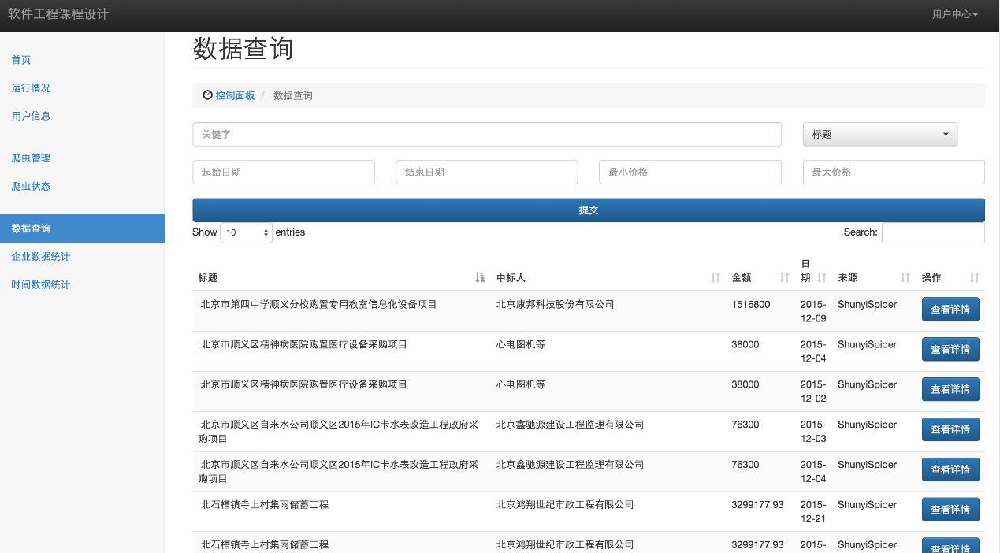 软件工程课程设计
用户中心
首页
运行情况
用户信息
爬虫管理
爬虫状态
数据查询
企业数据统计
时间数据统计
数据查询
控制面板 / 数据查询
关键字
标题
起始日期
结束日期
最小价格
最大价格
提交
Show 10 entries
Search:
标题 中标人 金额 日期 来源 操作
北京市第四中学顺义分校购置专用教室信息化设备项目 北京康邦科技股份有限公司 1516800 2015- ShunyiSpider 查看详情
12-09
北京市顺义区精神病医院购置医疗设备采购项目 心电图机等 38000 2015- ShunyiSpider 查看详情
12-04
北京市顺义区精神病医院购置医疗设备采购项目 心电图机等 38000 2015- ShunyiSpider 查看详情
12-02
北京市顺义区自来水公司顺义区2015年IC卡水表改造工程政府采 北京鑫驰源建设工程监理有限公司 76300 2015- ShunyiSpider 查看详情
购项目 12-03
北京市顺义区自来水公司顺义区2015年IC卡水表改造工程政府采 北京鑫驰源建设工程监理有限公司 76300 2015- ShunyiSpider 查看详情
购项目 12-04
北石槽镇寺上村集雨储蓄工程 北京鸿翔世纪市政工程有限公司 3299177.93 2015- ShunyiSpider 查看详情
12-21
北石槽镇寺上村集雨储蓄工程 北京鸿翔世纪市政工程有限公司 3299177.93 2015- ShunyiSpider 查看详情